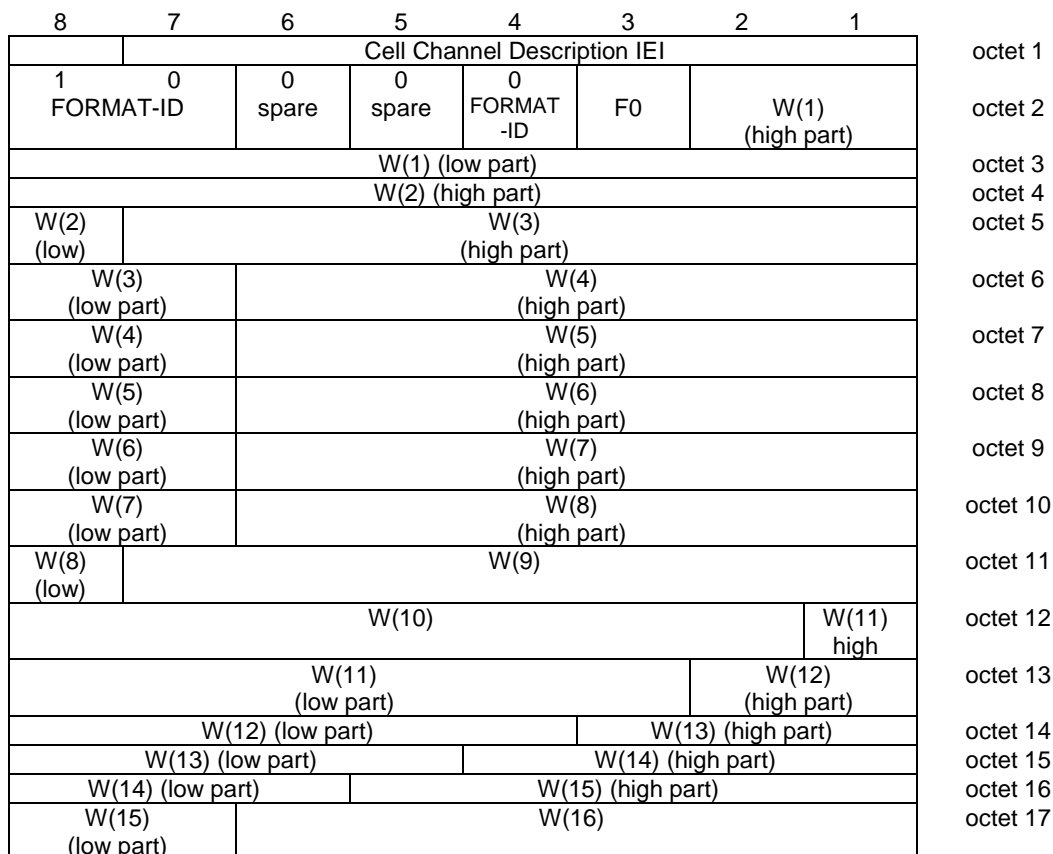 8 7 6 5 4 3 2 1
Cell Channel Description IEI octet 1
1 0 0 0 0
FORMAT-ID spare spare FORMAT F0 W(1) octet 2
-ID (high part)
W(1) (low part) octet 3
W(2) (high part) octet 4
W(2) W(3) octet 5
(low) (high part)
W(3) W(4) octet 6
(low part) (high part)
W(4) W(5) octet 7
(low part) (high part)
W(5) W(6) octet 8
(low part) (high part)
W(6) W(7) octet 9
(low part) (high part)
W(7) W(8) octet 10
(low part) (high part)
W(8) W(9) octet 11
(low)
W(10) W(11) octet 12
high
W(11) W(12) octet 13
(low part) (high part)
W(12) (low part) W(13) (high part) octet 14
W(13) (low part) W(14) (high part) octet 15
W(14) (low part) W(15) (high part) octet 16
W(15) W(16) octet 17
(low part)